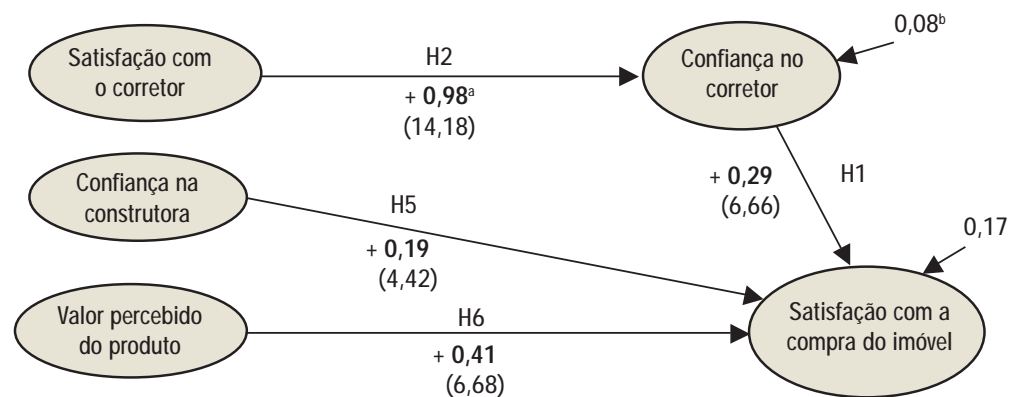 Satisfação com
o corretor
H2
+ 0,98ᵃ
(14,18)
Confiança no
corretor
0,08ᵇ
Confiança na
construtora
H5
+ 0,19
(4,42)
+ 0,29
(6,66)
H1
0,17
Valor percebido
do produto
H6
+ 0,41
(6,68)
Satisfação com a
compra do imóvel